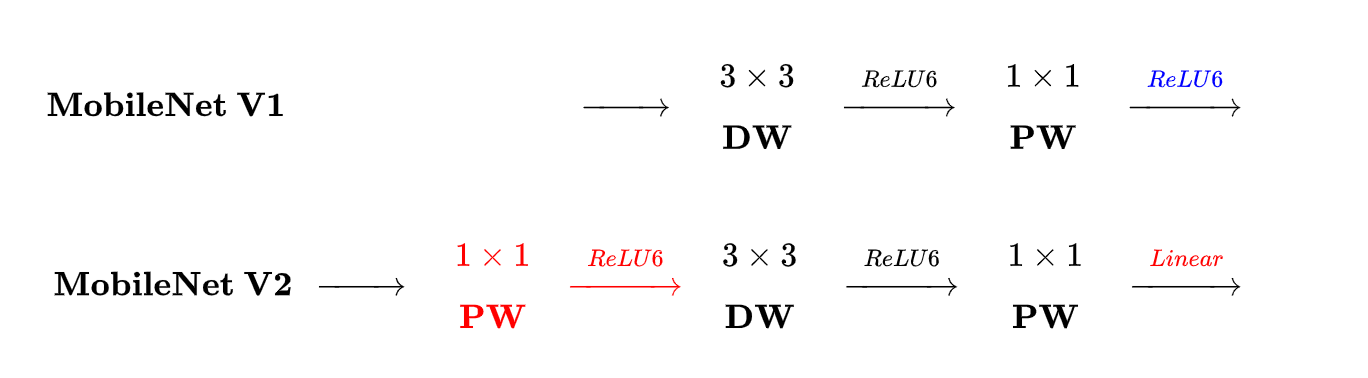 3 × 3 ReLU6 1 × 1 ReLU6
MobileNet V1
DW PW
1 × 1 ReLU6 3 × 3 ReLU6 1 × 1 Linear
MobileNet V2
PW DW PW